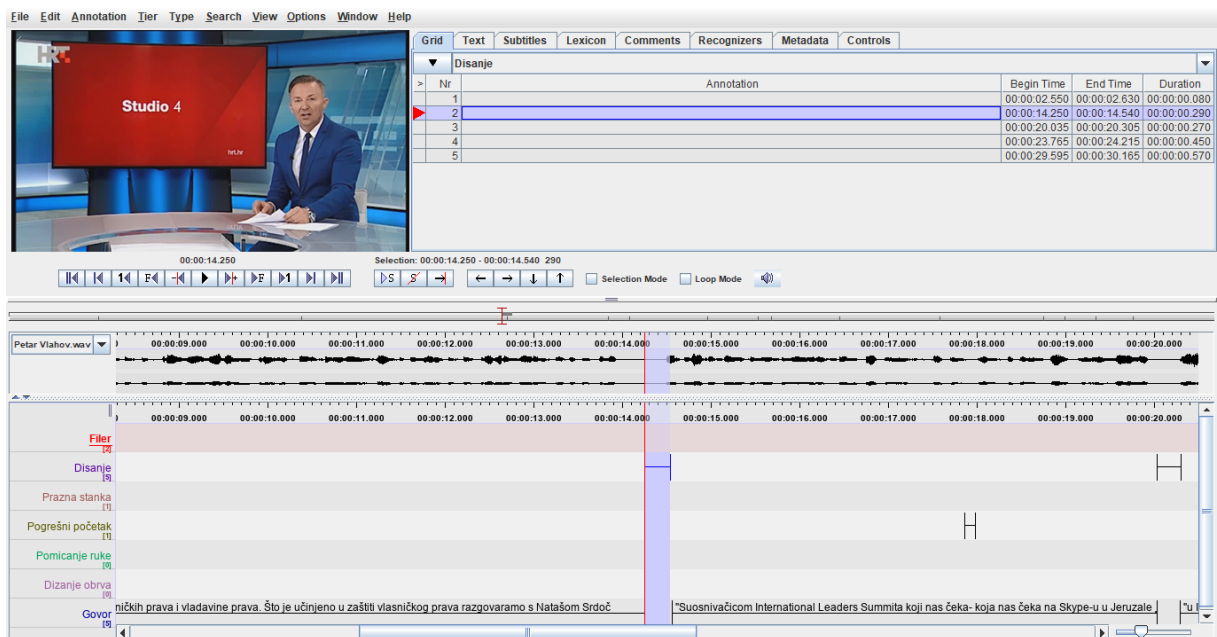 File Edit Annotation Tier Type Search View Options Window Help
HRT
Studio 4
hrt.hr
Grid Text Subtitles Lexicon Comments Recognizers Metadata Controls
Disanje
> Nr Annotation Begin Time End Time Duration
1 00:00:02.550 00:00:02.630 00:00:00.080
2 00:00:14.250 00:00:14.540 00:00:00.290
3 00:00:20.035 00:00:20.305 00:00:00.270
4 00:00:23.765 00:00:24.215 00:00:00.450
5 00:00:29.595 00:00:30.165 00:00:00.570
00:00:14.250 Selection: 00:00:14.250 - 00:00:14.540 290
1 F F 1 S S Selection Mode Loop Mode
Petar Vlahov.wav 00:00:09.000 00:00:10.000 00:00:11.000 00:00:12.000 00:00:13.000 00:00:14.000 00:00:15.000 00:00:16.000 00:00:17.000 00:00:18.000 00:00:19.000 00:00:20.000
00:00:09.000 00:00:10.000 00:00:11.000 00:00:12.000 00:00:13.000 00:00:14.000 00:00:15.000 00:00:16.000 00:00:17.000 00:00:18.000 00:00:19.000 00:00:20.000
Filer
[2]
Disanje
[5]
Prazna stanka
[1]
Pogrešni početak
[1]
Pomicanje ruke
[0]
Dizanje obrva
[0]
Govor ničkih prava i vladavine prava. Što je učinjeno u zaštiti vlasničkog prava razgovaramo s Natašom Srdoč "Suosnivačicom International Leaders Summita koji nas čeka- koja nas čeka na Skype-u u Jeruzale "u
[5]